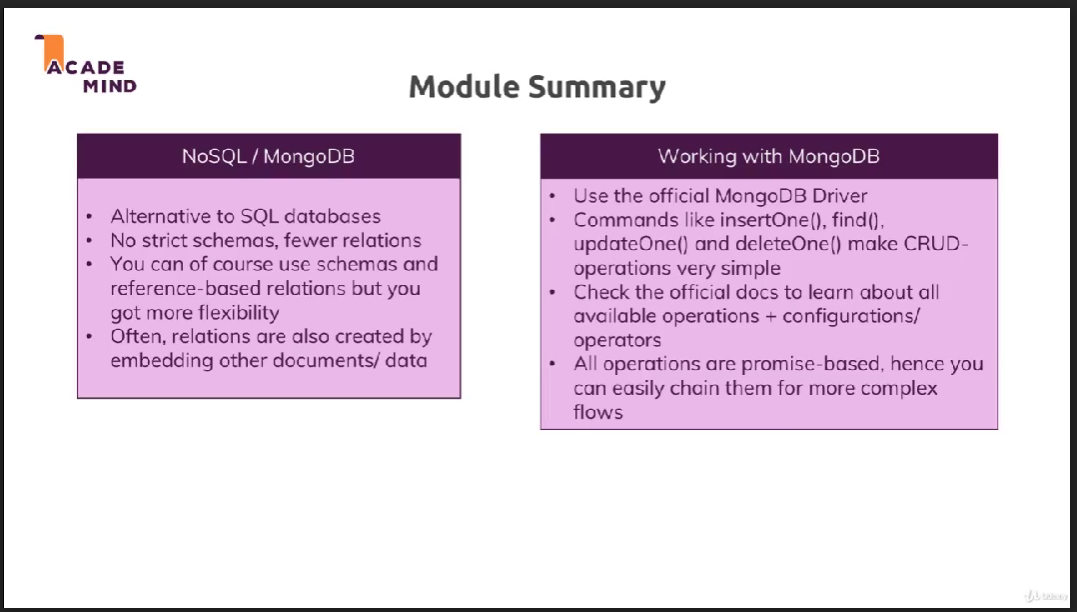 ACADE
MIND
Module Summary
NoSQL / MongoDB
• Alternative to SQL databases
• No strict schemas, fewer relations
• You can of course use schemas and
reference-based relations but you
got more flexibility
• Often, relations are also created by
embedding other documents/ data
Working with MongoDB
• Use the official MongoDB Driver
• Commands like insertOne(), find(),
updateOne() and deleteOne() make CRUD-
operations very simple
• Check the official docs to learn about all
available operations + configurations/
operators
• All operations are promise-based, hence you
can easily chain them for more complex
flows
Udemy